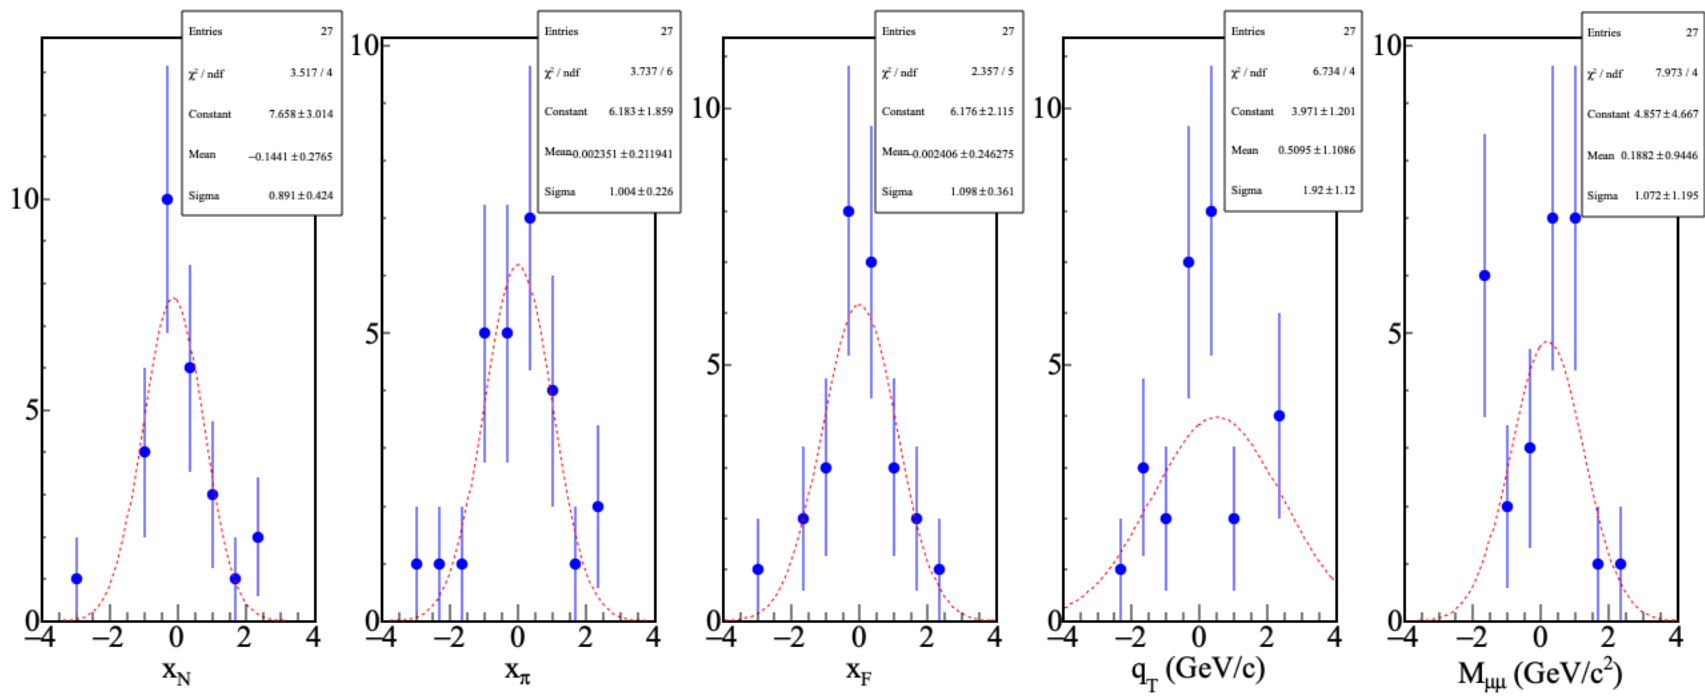 Entries 27
χ² / ndf 3.517 / 4
Constant 7.658 ± 3.014
Mean −0.1441 ± 0.2765
Sigma 0.891 ± 0.424
10
5
0
−4 −2 0 2 4
x_N
Entries 27
χ² / ndf 3.737 / 6
Constant 6.183 ± 1.859
Mean −0.002351 ± 0.211941
Sigma 1.004 ± 0.226
10
5
0
−4 −2 0 2 4
x_π
Entries 27
χ² / ndf 2.357 / 5
Constant 6.176 ± 2.115
Mean −0.002406 ± 0.246275
Sigma 1.098 ± 0.361
10
5
0
−4 −2 0 2 4
x_F
Entries 27
χ² / ndf 6.734 / 4
Constant 3.971 ± 1.201
Mean 0.5095 ± 1.1086
Sigma 1.92 ± 1.12
10
5
0
−4 −2 0 2 4
q_T (GeV/c)
Entries 27
χ² / ndf 7.973 / 4
Constant 4.857 ± 4.667
Mean 0.1882 ± 0.9446
Sigma 1.072 ± 1.195
10
5
0
−4 −2 0 2 4
M_μμ (GeV/c²)